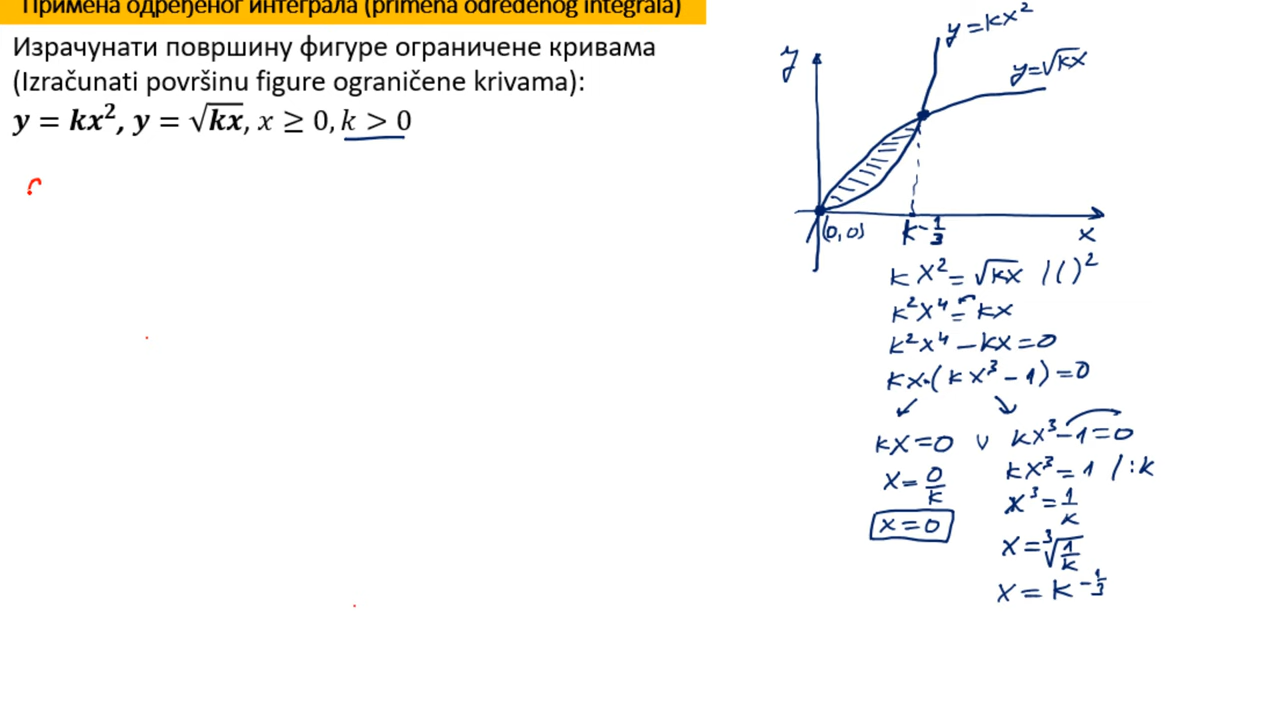 Примена одређеног интеграла (primena određenog integrala)
Израчунати површину фигуре ограничене кривама
(Izračunati površinu figure ograničene krivama):
y = kx², y = √kx, x ≥ 0, k > 0
y = kx²
y = √kx
y
(0,0)
k^-1/3
x
kx² = √kx /()²
k²x⁴ = kx
k²x⁴ - kx = 0
kx·(kx³ - 1) = 0
kx = 0 ∨ kx³ - 1 = 0
x = 0/k
kx³ = 1 /:k
x = 0
x³ = 1/k
x = ∛1/k
x = k^-1/3